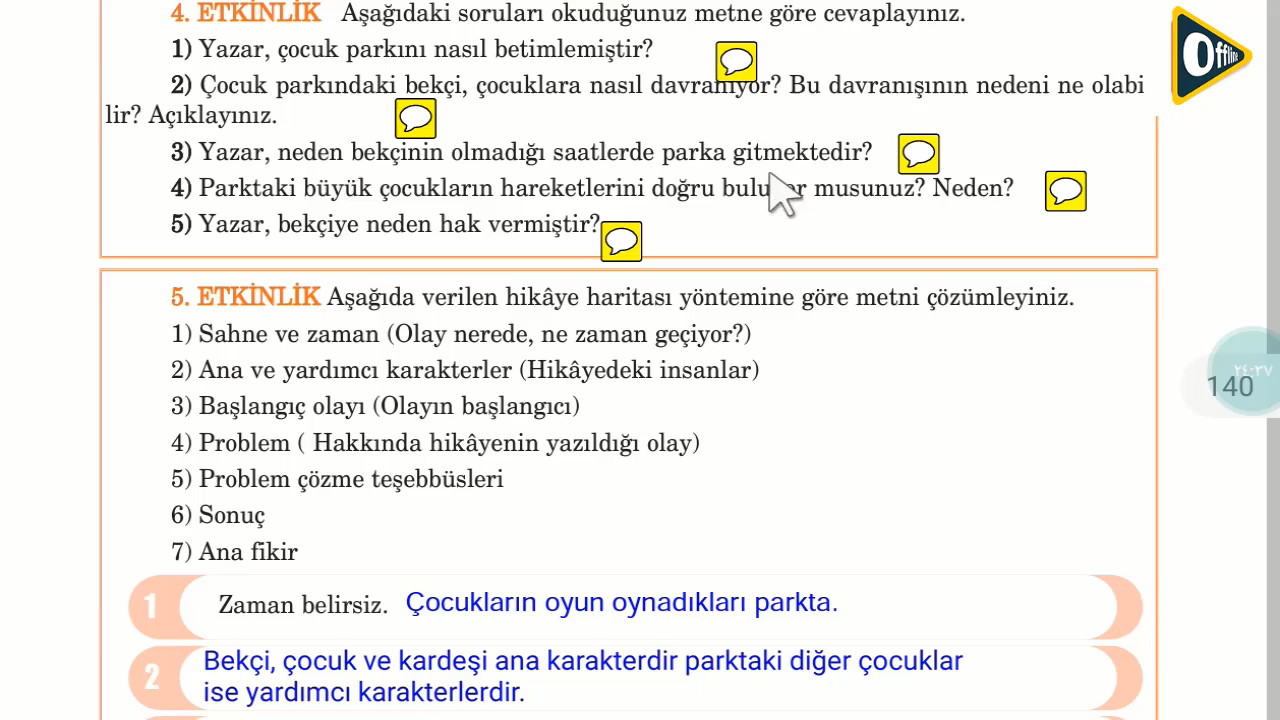 4. ETKİNLİK Aşağıdaki soruları okuduğunuz metne göre cevaplayınız.
1) Yazar, çocuk parkını nasıl betimlemiştir?
2) Çocuk parkındaki bekçi, çocuklara nasıl davranıyor? Bu davranışının nedeni ne olabi
lir? Açıklayınız.
3) Yazar, neden bekçinin olmadığı saatlerde parka gitmektedir?
4) Parktaki büyük çocukların hareketlerini doğru buluyor musunuz? Neden?
5) Yazar, bekçiye neden hak vermiştir?
Offline
5. ETKİNLİK Aşağıda verilen hikâye haritası yöntemine göre metni çözümleyiniz.
1) Sahne ve zaman (Olay nerede, ne zaman geçiyor?)
2) Ana ve yardımcı karakterler (Hikâyedeki insanlar)
3) Başlangıç olayı (Olayın başlangıcı)
4) Problem ( Hakkında hikâyenin yazıldığı olay)
5) Problem çözme teşebbüsleri
6) Sonuç
7) Ana fikir
٢٤:٣٧
140
1 Zaman belirsiz. Çocukların oyun oynadıkları parkta.
2 Bekçi, çocuk ve kardeşi ana karakterdir parktaki diğer çocuklar
ise yardımcı karakterlerdir.